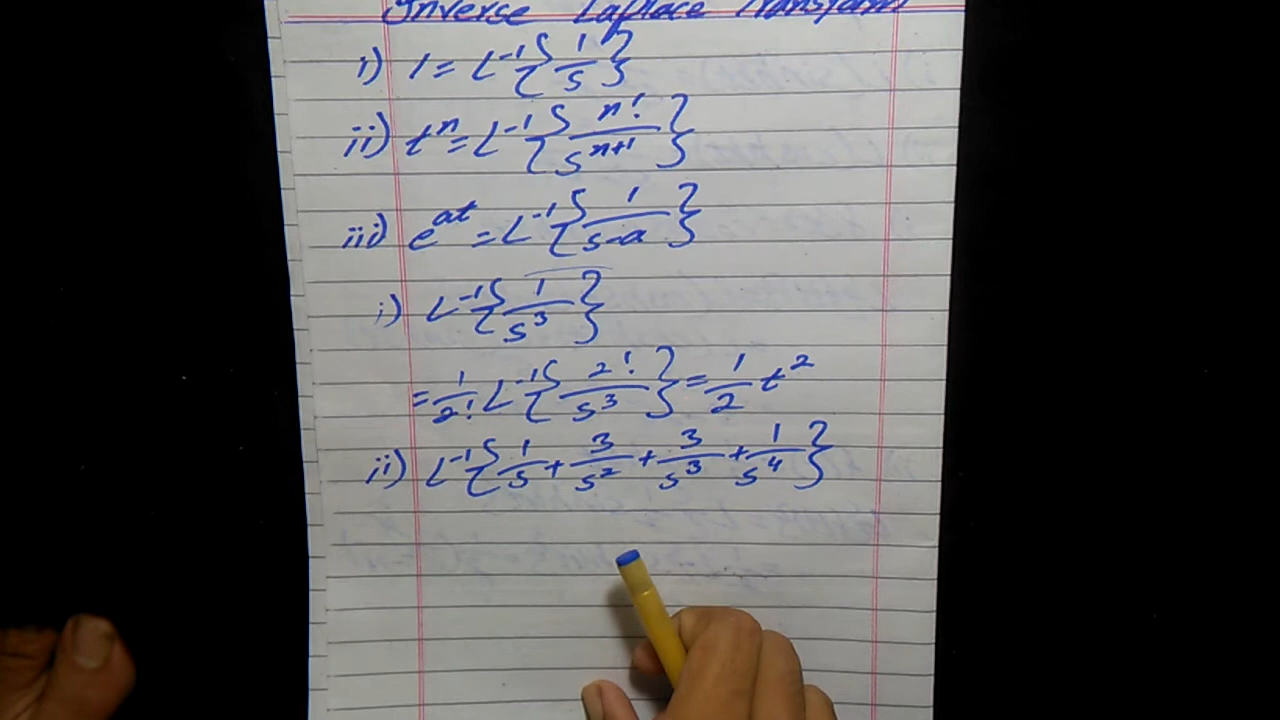 Inverse Laplace Transform
i) 1 = L⁻¹{1/s}
ii) tⁿ = L⁻¹{n!/sⁿ⁺¹}
iii) eᵃᵗ = L⁻¹{1/s-a}
i) L⁻¹{1/s³}
= 1/2! L⁻¹{2!/s³} = 1/2 t²
ii) L⁻¹{1/s + 3/s² + 3/s³ + 1/s⁴}